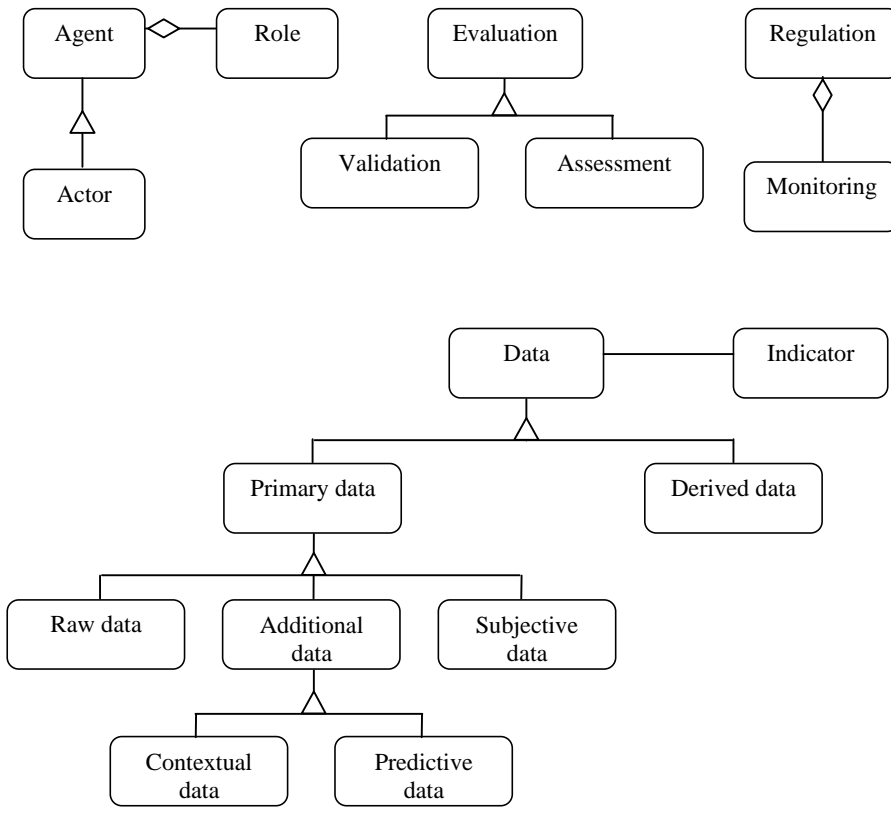 Agent
Role
Evaluation
Regulation
Validation
Assessment
Actor
Monitoring
Data
Indicator
Primary data
Derived data
Raw data
Additional
data
Subjective
data
Contextual
data
Predictive
data